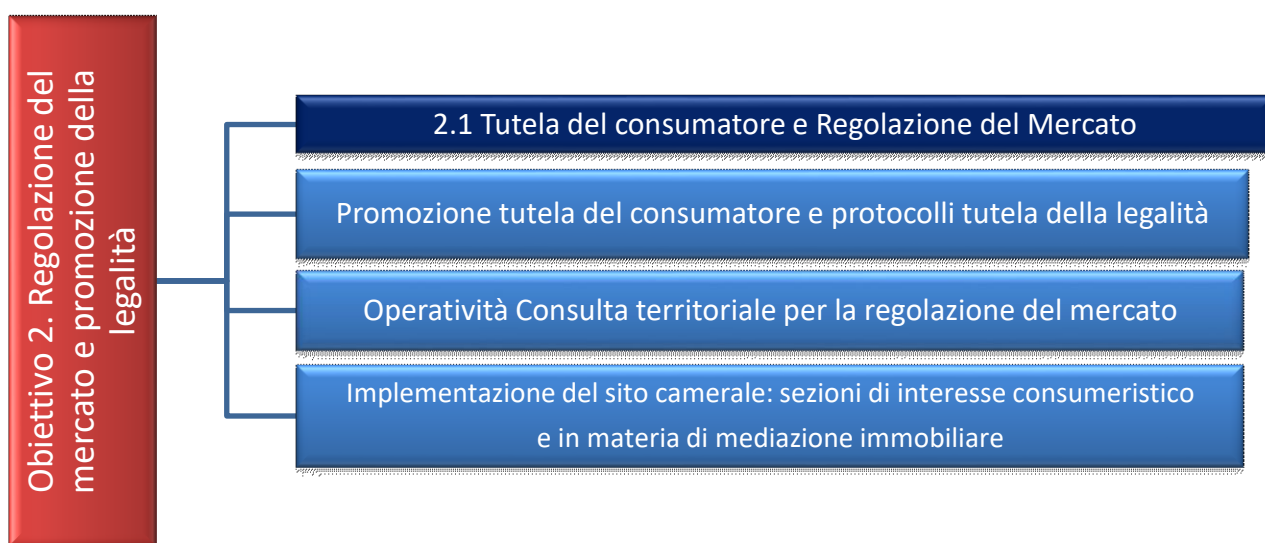 Obiettivo 2. Regolazione del
mercato e promozione della
legalità
2.1 Tutela del consumatore e Regolazione del Mercato
Promozione tutela del consumatore e protocolli tutela della legalità
Operatività Consulta territoriale per la regolazione del mercato
Implementazione del sito camerale: sezioni di interesse consumeristico
e in materia di mediazione immobiliare